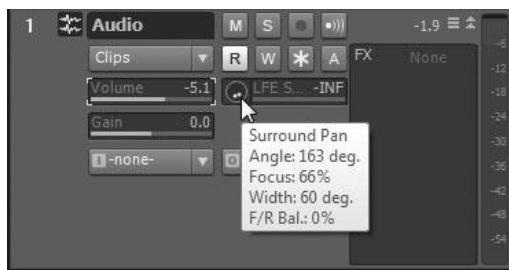 1 Audio M S -1.9
Clips R W * A FX None
Volume -5.1 LFE S... -INF
Gain 0.0
I -none- O
Surround Pan
Angle: 163 deg.
Focus: 66%
Width: 60 deg.
F/R Bal.: 0%
-6
-12
-18
-24
-30
-36
-42
-48
-54